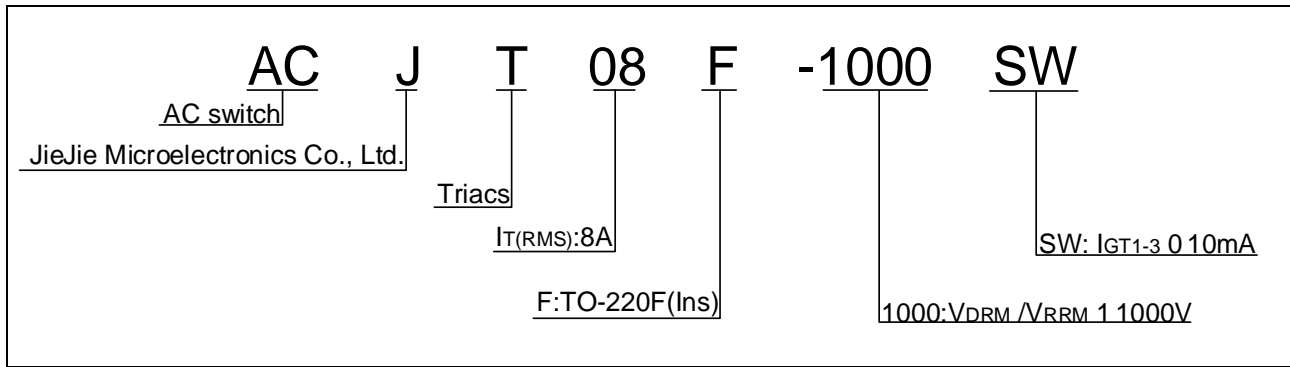 AC J T 08 F -1000 SW
AC switch
JieJie Microelectronics Co., Ltd.
Triacs
IT(RMS):8A
SW: IGT1-3 0 10mA
F:TO-220F(Ins)
1000:VDRM /VRRM 1 1000V